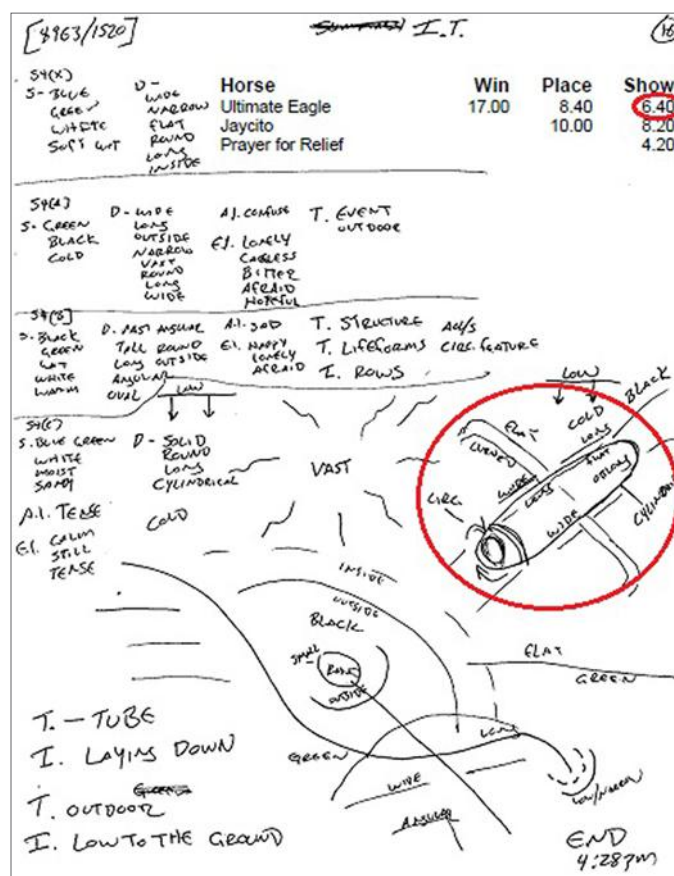 [8963/1520] I.T. 16
S4(X)
S- BLUE D- WIDE
GREEN NARROW
WHITE FLAT
SOFT ROUND
LONG
INSIDE
Horse Win Place Show
Ultimate Eagle 17.00 8.40 6.40
Jaycito 10.00 8.20
Prayer for Relief 4.20
S4(A)
S- GREEN D- WIDE A.I. CONFUSE T. EVENT
BLACK LONG OUTDOOR
COLD OUTSIDE E.I. LONELY
NARROW CARELESS
VAST BITTER
ROUND AFRAID
LONG HOPEFUL
WIDE
S4(B)
S. BLACK D. VAST ANGULAR A.I. SAD T. STRUCTURE
GREEN TALL ROUND E.I. HAPPY T. LIFEFORMS CIRC. FEATURE
LONG OUTSIDE LONELY
WHITE ANGULAR AFRAID I. ROWS
WARM OVAL
LOW
S4(C)
S. BLUE GREEN D- SOLID
WHITE ROUND
MOIST LONG
SANDY CYLINDRICAL
A.I. TENSE COLD
E.I. CALM
STILL
TENSE
VAST
LOW
BLACK
COLD
LONG
FLAT
CURVED
FLAT
OBLONG
LONG
WIDE
CIRC.
INSIDE
OUTSIDE
BLACK
SMALL
OUTSIDE
FLAT
GREEN
GREEN
LONG
WIDE
ANGULAR
LOW/NARROW
T. - TUBE
I. LAYING DOWN
T. OUTDOOR
I. LOW TO THE GROUND
END
4:28pm